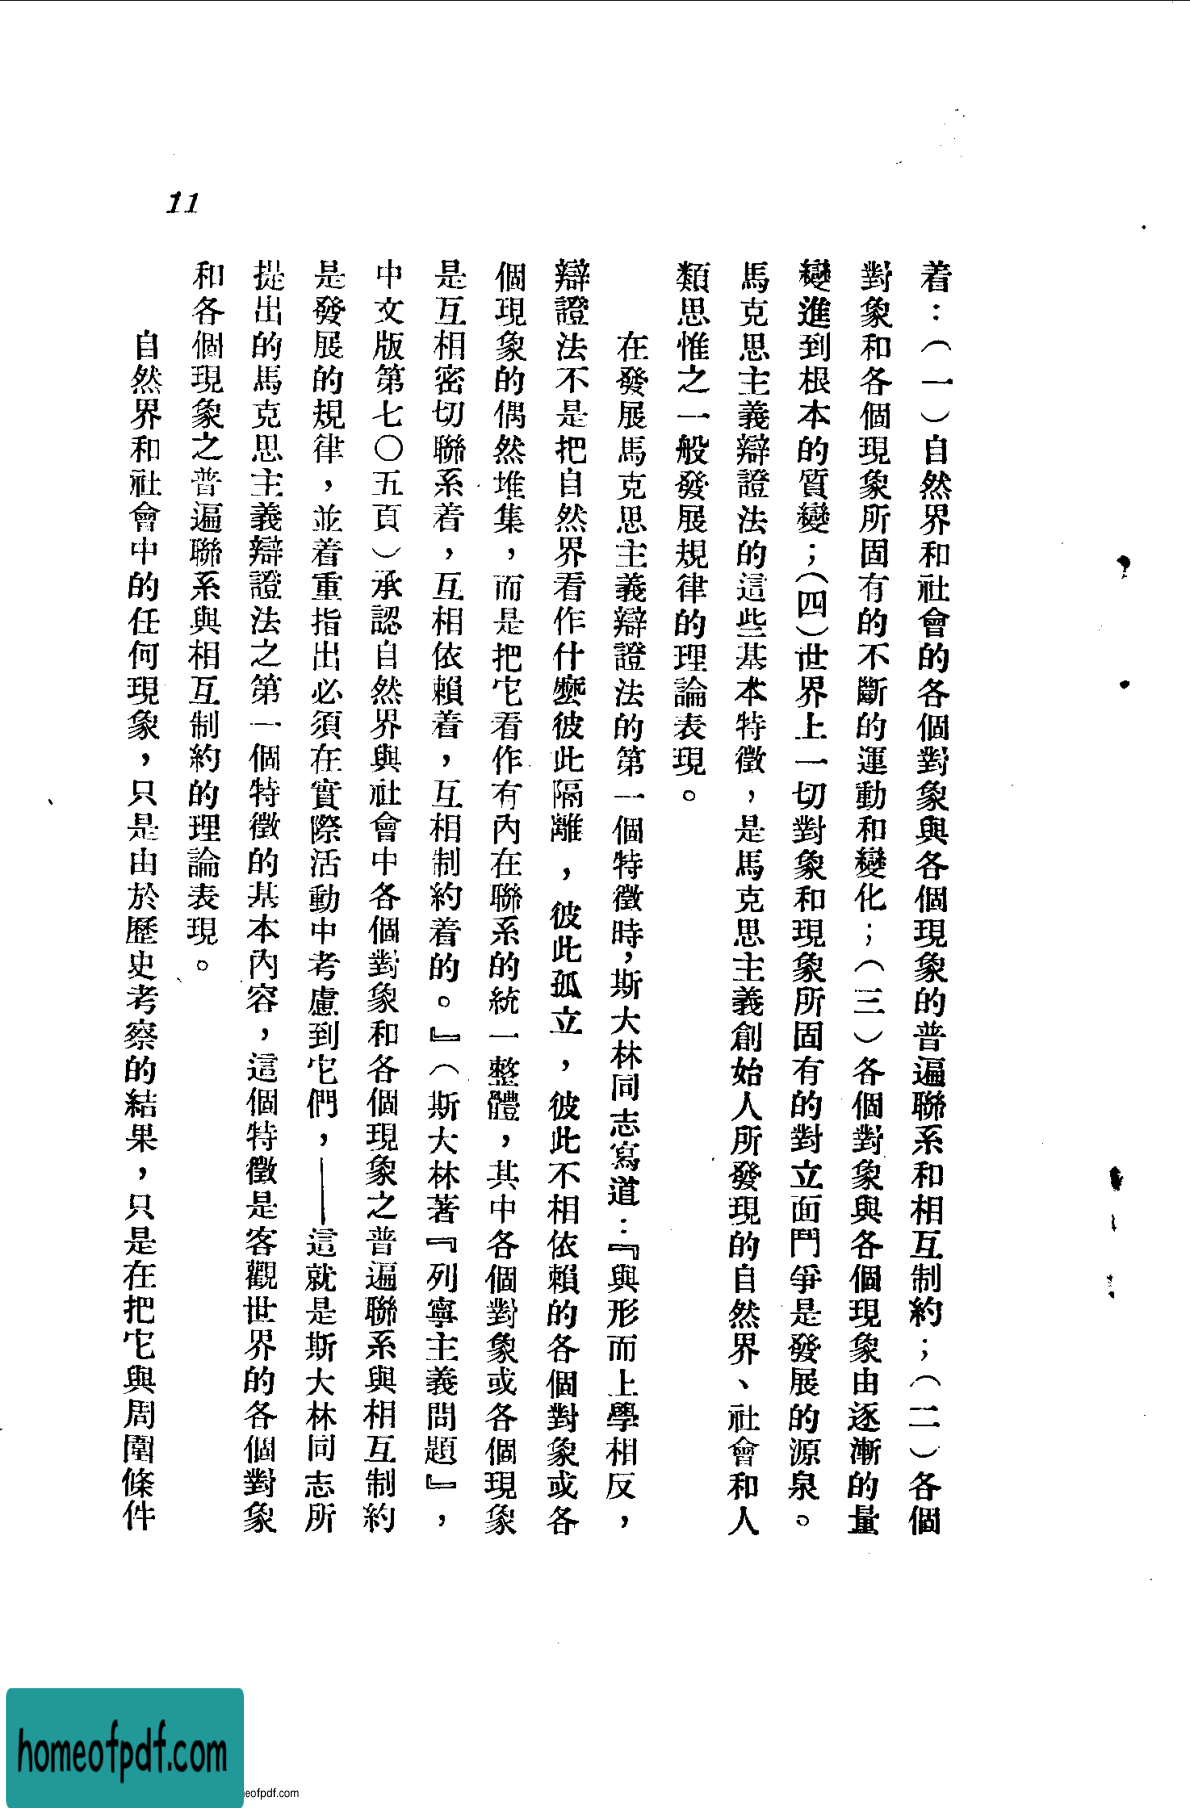 11
着：（一）自然界和社會的各個對象與各個現象的普遍聯系和相互制約；（二）各個
對象和各個現象所固有的不斷的運動和變化；（三）各個對象與各個現象由逐漸的量
變進到根本的質變；（四）世界上一切對象和現象所固有的對立面鬥爭是發展的源泉。
馬克思主義辯證法的這些基本特徵，是馬克思主義創始人所發現的自然界、社會和人
類思惟之一般發展規律的理論表現。
在發展馬克思主義辯證法的第一個特徵時，斯大林同志寫道：『與形而上學相反，
辯證法不是把自然界看作什麼彼此隔離，彼此孤立，彼此不相依賴的各個對象或各
個現象的偶然堆集，而是把它看作有內在聯系的統一整體，其中各個對象或各個現象
是互相密切聯系着，互相依賴着，互相制約着的。』（斯大林著『列寧主義問題』，
中文版第七〇五頁）承認自然界與社會中各個對象和各個現象之普遍聯系與相互制約
是發展的規律，並着重指出必須在實際活動中考慮到它們，——這就是斯大林同志所
提出的馬克思主義辯證法之第一個特徵的基本內容，這個特徵是客觀世界的各個對象
和各個現象之普遍聯系與相互制約的理論表現。
自然界和社會中的任何現象，只是由於歷史考察的結果，只是在把它與周圍條件
homeofpdf.com
eofpdf.com